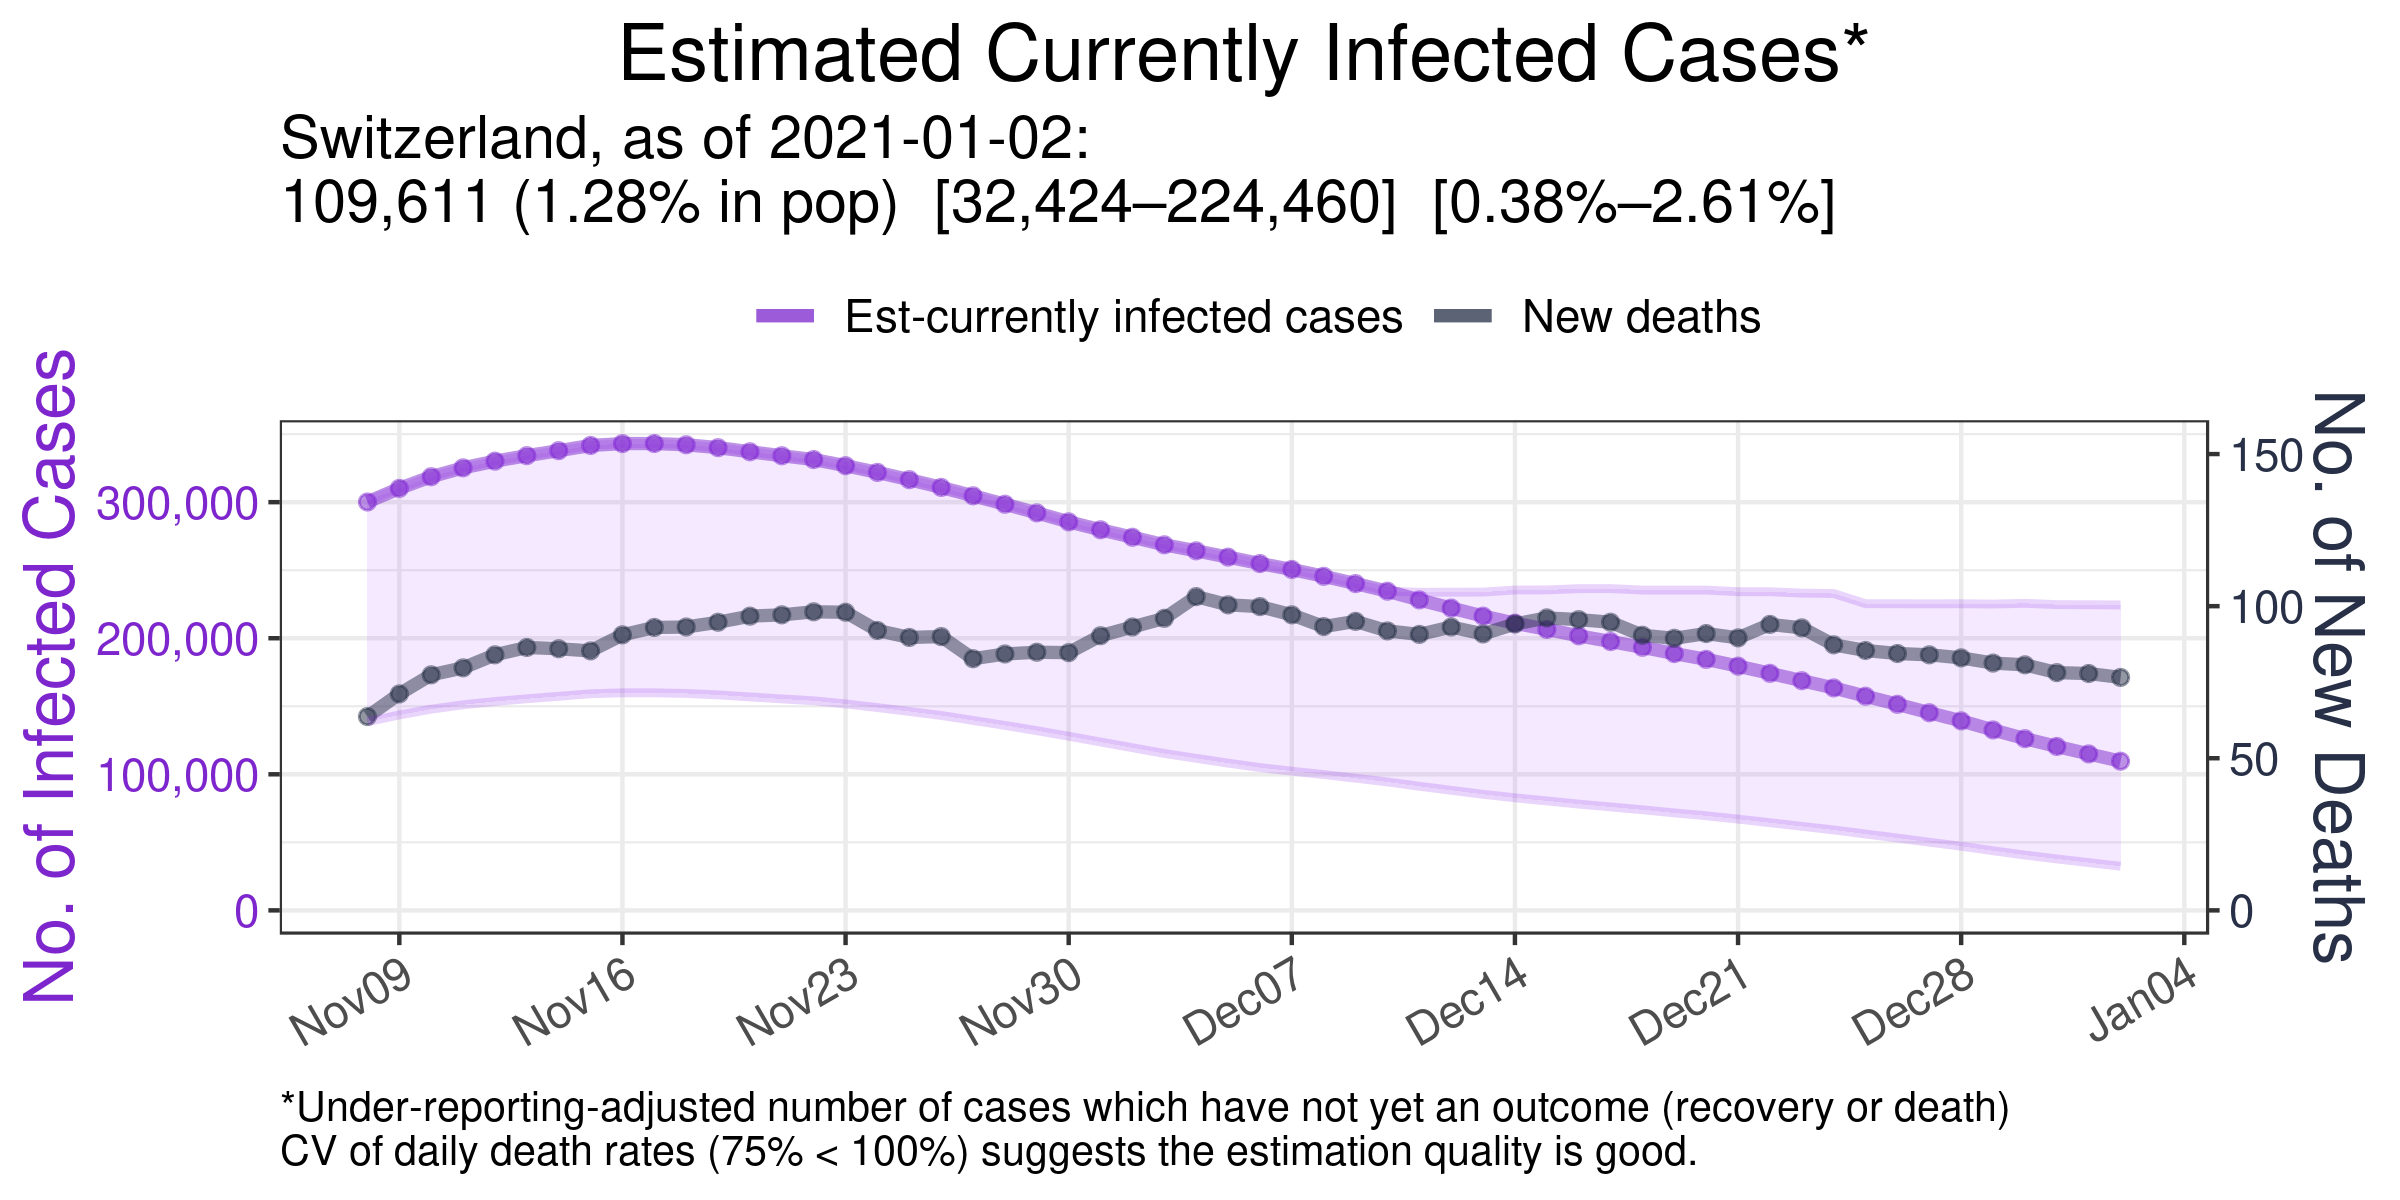 Estimated Currently Infected Cases*
Switzerland, as of 2021-01-02:
109,611 (1.28% in pop)  [32,424–224,460]  [0.38%–2.61%]
Est-currently infected cases
New deaths
No. of Infected Cases
300,000
200,000
100,000
0
150
100
50
0
No. of New Deaths
Nov09
Nov16
Nov23
Nov30
Dec07
Dec14
Dec21
Dec28
Jan04
*Under-reporting-adjusted number of cases which have not yet an outcome (recovery or death)
CV of daily death rates (75% < 100%) suggests the estimation quality is good.